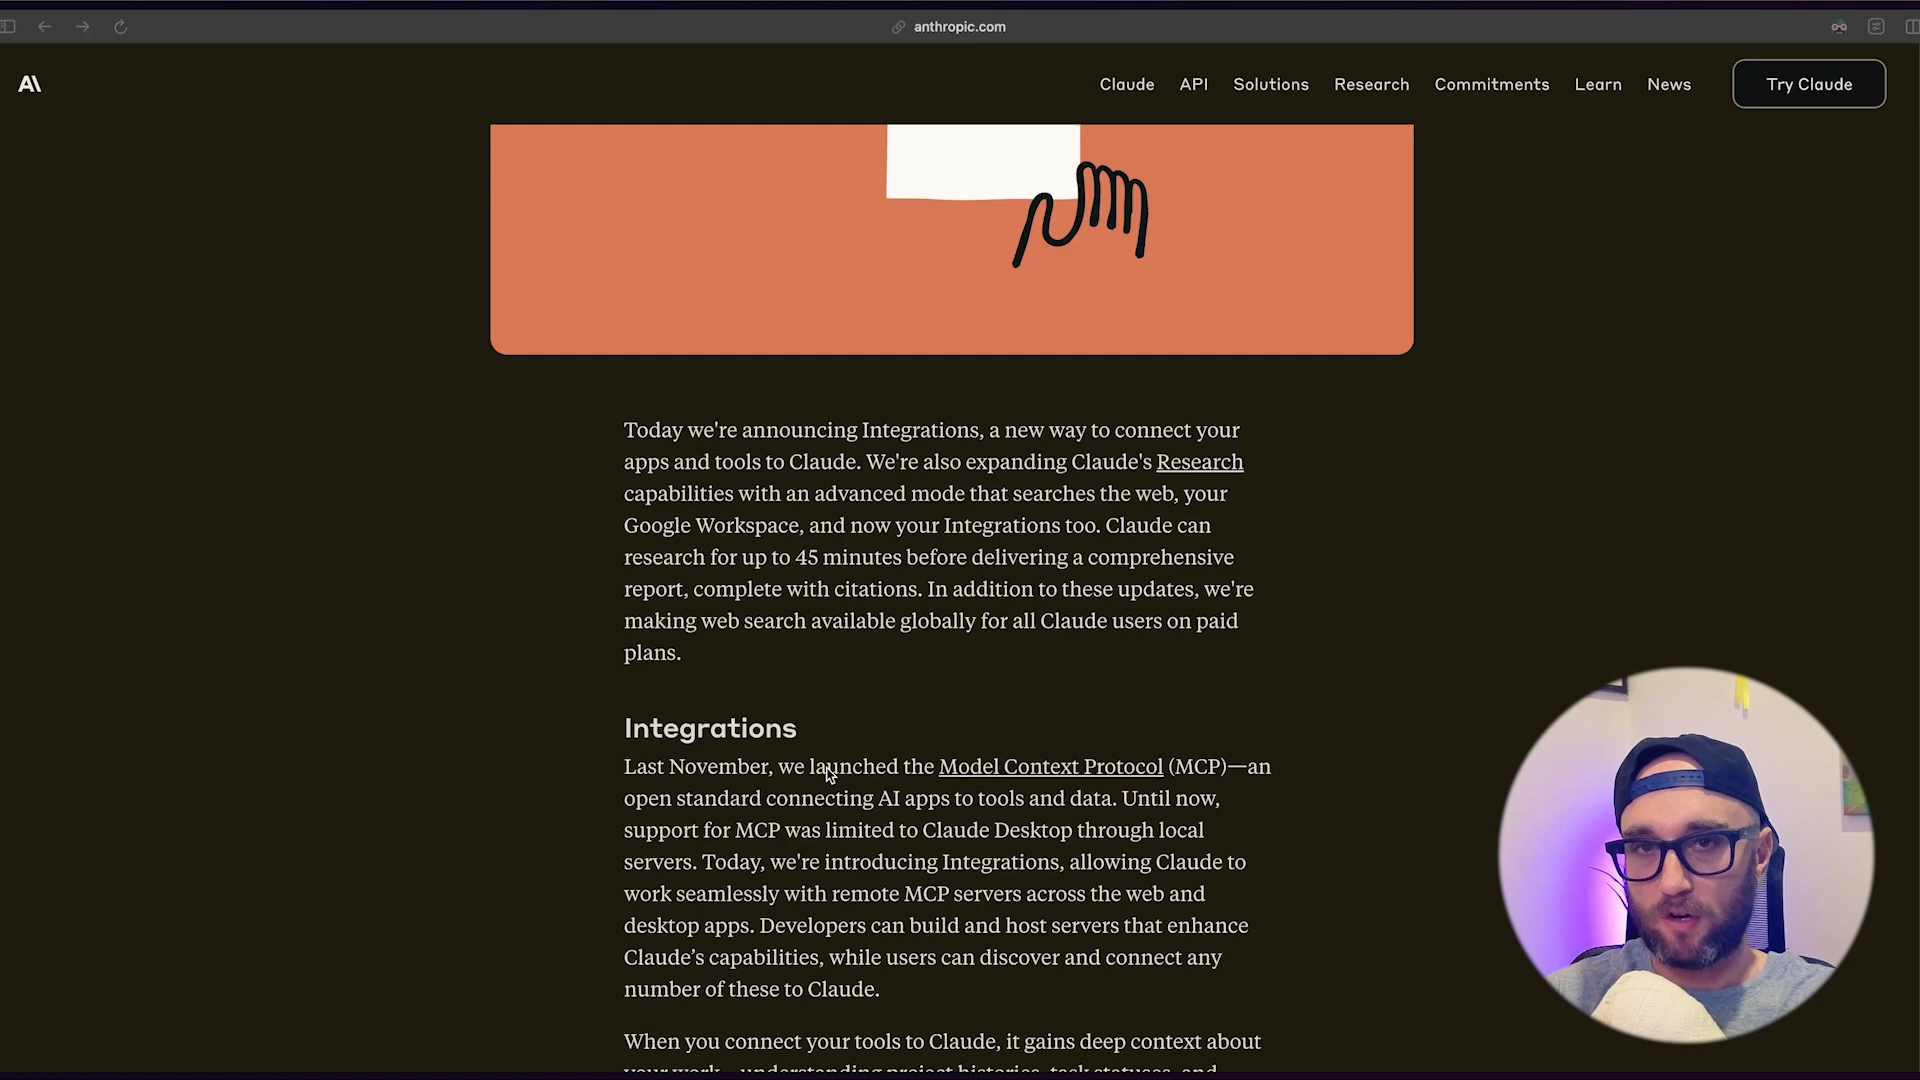 anthropic.com
A\
Claude API Solutions Research Commitments Learn News Try Claude
Today we're announcing Integrations, a new way to connect your
apps and tools to Claude. We're also expanding Claude's Research
capabilities with an advanced mode that searches the web, your
Google Workspace, and now your Integrations too. Claude can
research for up to 45 minutes before delivering a comprehensive
report, complete with citations. In addition to these updates, we're
making web search available globally for all Claude users on paid
plans.
Integrations
Last November, we launched the Model Context Protocol (MCP)—an
open standard connecting AI apps to tools and data. Until now,
support for MCP was limited to Claude Desktop through local
servers. Today, we're introducing Integrations, allowing Claude to
work seamlessly with remote MCP servers across the web and
desktop apps. Developers can build and host servers that enhance
Claude’s capabilities, while users can discover and connect any
number of these to Claude.
When you connect your tools to Claude, it gains deep context about
your work—understanding project histories, task statuses, and